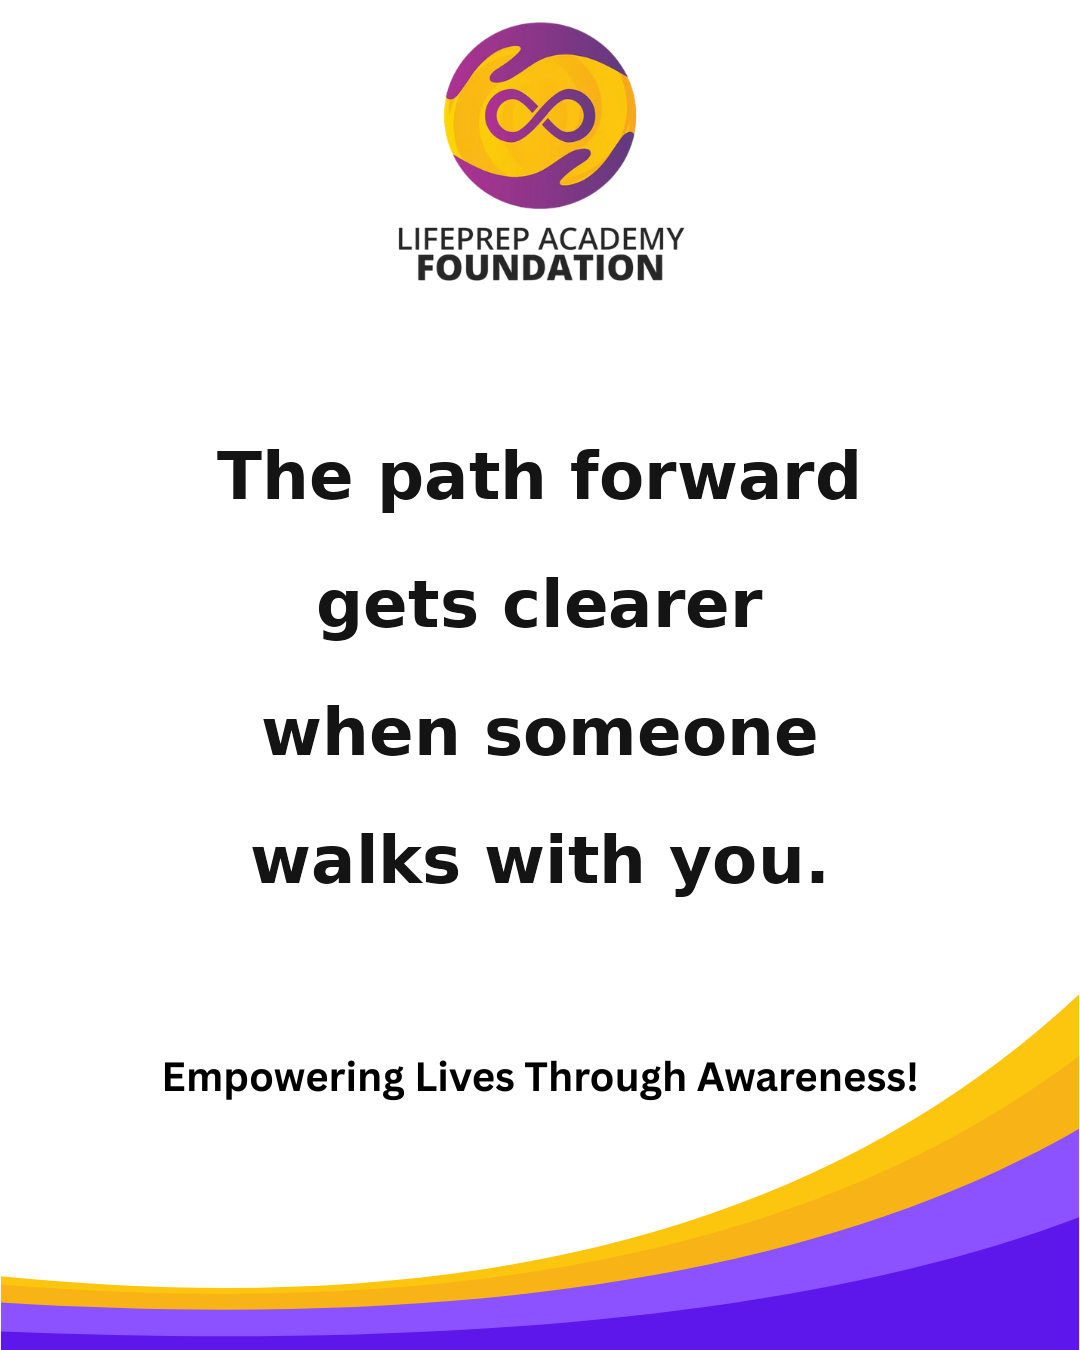 LIFEPREP ACADEMY
FOUNDATION
The path forward
gets clearer
when someone
walks with you.
Empowering Lives Through Awareness!